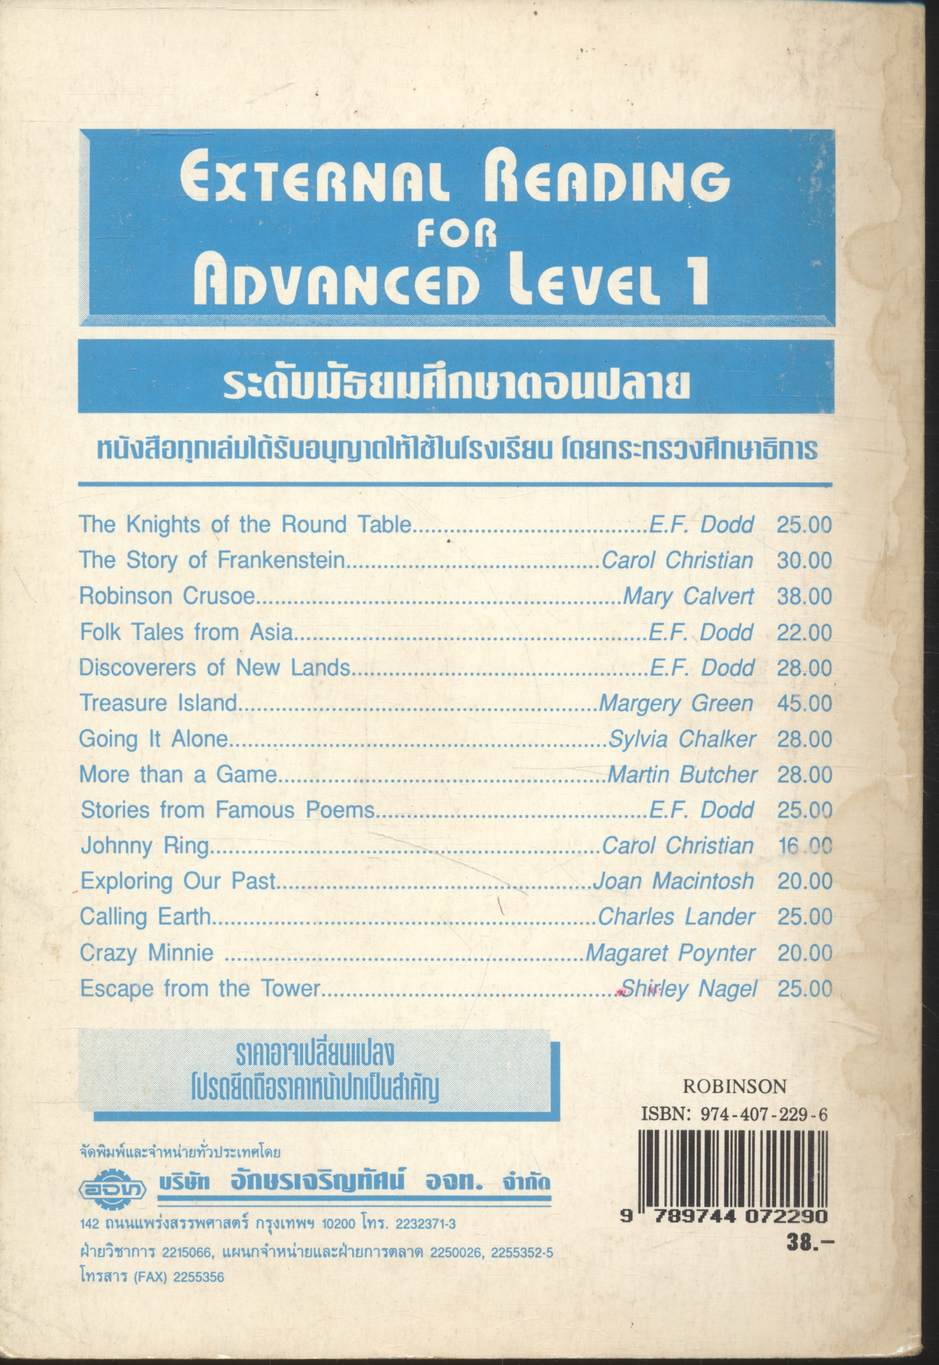 EXTERNAL READING
FOR
ADVANCED LEVEL 1
ระดับมัธยมศึกษาตอนปลาย
หนังสือทุกเล่มได้รับอนุญาตให้ใช้ในโรงเรียน โดยกระทรวงศึกษาธิการ
The Knights of the Round Table......................................E.F. Dodd 25.00
The Story of Frankenstein..........................................Carol Christian 30.00
Robinson Crusoe............................................................Mary Calvert 38.00
Folk Tales from Asia..........................................................E.F. Dodd 22.00
Discoverers of New Lands.................................................E.F. Dodd 28.00
Treasure Island...........................................................Margery Green 45.00
Going It Alone..............................................................Sylvia Chalker 28.00
More than a Game......................................................Martin Butcher 28.00
Stories from Famous Poems.............................................E.F. Dodd 25.00
Johnny Ring................................................................Carol Christian 16.00
Exploring Our Past....................................................Joan Macintosh 20.00
Calling Earth...............................................................Charles Lander 25.00
Crazy Minnie ...........................................................Magaret Poynter 20.00
Escape from the Tower.................................................Shirley Nagel 25.00
ราคาอาจเปลี่ยนแปลง
โปรดยึดถือราคาหน้าปกเป็นสำคัญ
ROBINSON
ISBN: 974-407-229-6
9 789744 072290
38.-
จัดพิมพ์และจำหน่ายทั่วประเทศโดย
อจท บริษัท อักษรเจริญทัศน์ อจท. จำกัด
142 ถนนแพร่งสรรพศาสตร์ กรุงเทพฯ 10200 โทร. 2232371-3
ฝ่ายวิชาการ 2215066, แผนกจำหน่ายและฝ่ายการตลาด 2250026, 2255352-5
โทรสาร (FAX) 2255356